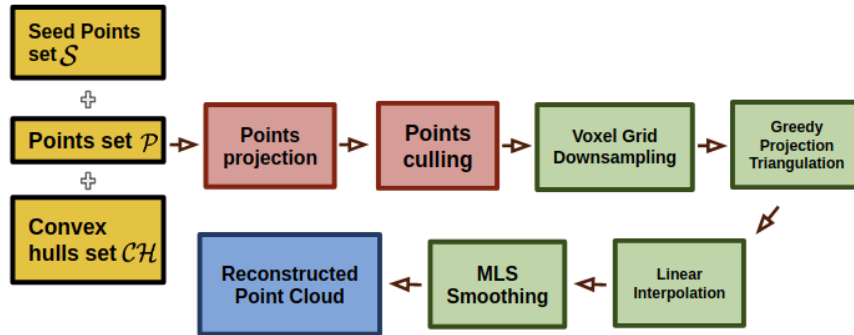 Seed Points
set 𝒮
Points set 𝒫
Convex
hulls set 𝒞ℋ
Points
projection
Points
culling
Voxel Grid
Downsampling
Greedy
Projection
Triangulation
Linear
Interpolation
MLS
Smoothing
Reconstructed
Point Cloud